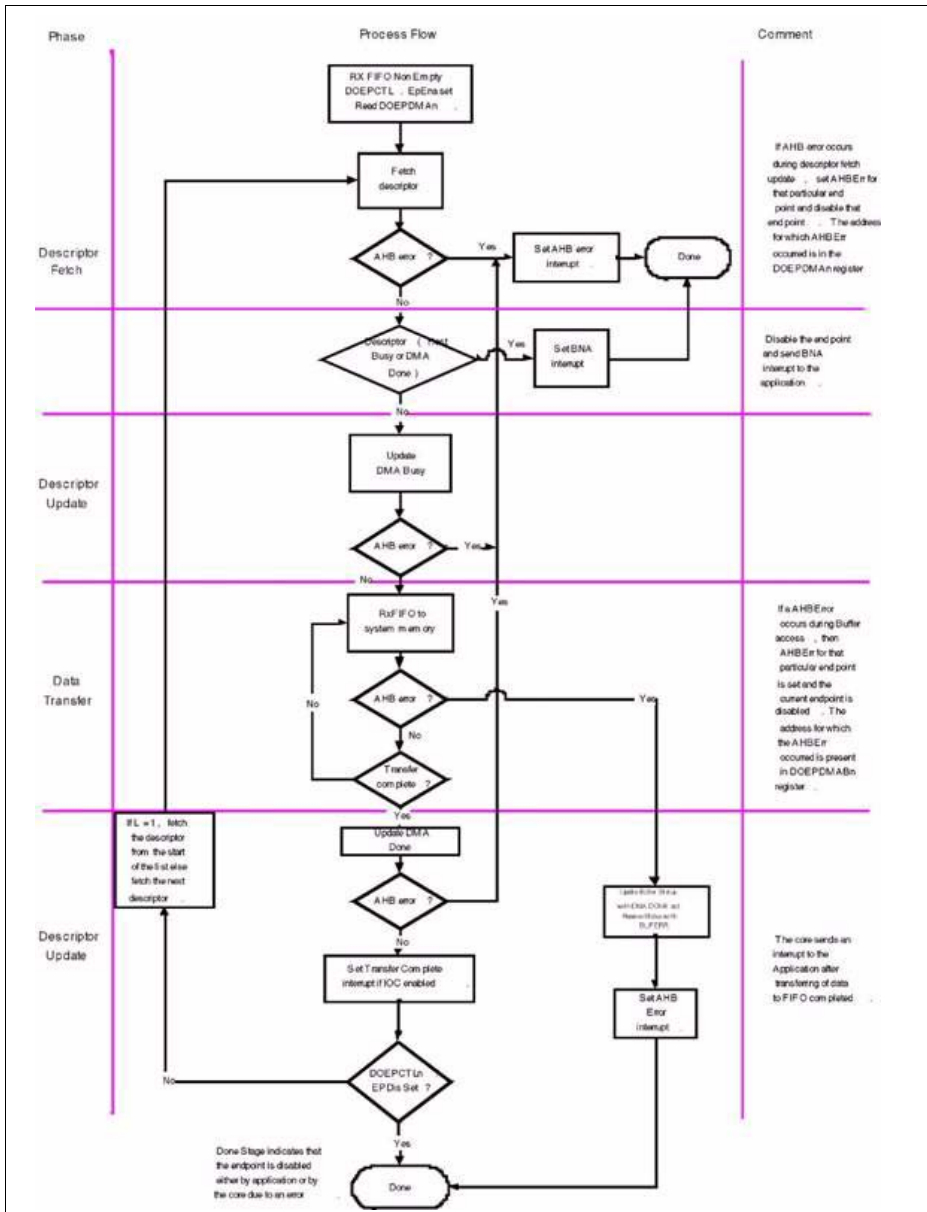 Phase
Process Flow
Comment
RX FIFO Non Empty
DOEPCTL . EpEna set
Read DOEPDMAn .
Fetch
descriptor
AHB error ?
Yes
Set AHB error
interrupt .
Done
No
If AHB error occurs
during descriptor fetch
update , set AHBErr for
that particular end
point and disable that
end point . The address
for which AHBErr
occurred is in the
DOEPDMAn register
Descriptor
Fetch
Descriptor ( Host
Busy or DMA
Done )
Yes
Set BNA
interrupt
No
Disable the end point
and send BNA
interrupt to the
application .
Descriptor
Update
Update
DMA Busy
AHB error ?
Yes
No
Data
Transfer
RxFIFO to
system memory
Yes
AHB error ?
Yes
No
No
Transfer
complete ?
Yes
If a AHB Error
occurs during Buffer
access , then
AHBErr for that
particular end point
is set and the
current endpoint is
disabled . The
address for which
the AHBErr
occurred is present
in DOEPDMABn
register .
If L = 1 , fetch
the descriptor
from the start
of the list else
fetch the next
descriptor .
Descriptor
Update
Update DMA
Done
AHB error ?
No
Set Transfer Complete
interrupt if IOC enabled .
DOEPCTLn
EPDis Set ?
No
Yes
Done
Update Buffer Status
with DMA DONE and
Receive Status with
BUFERR
Set AHB
Error
interrupt .
The core sends an
interrupt to the
Application after
transferring of data
to FIFO completed .
Done Stage indicates that
the endpoint is disabled
either by application or by
the core due to an error .